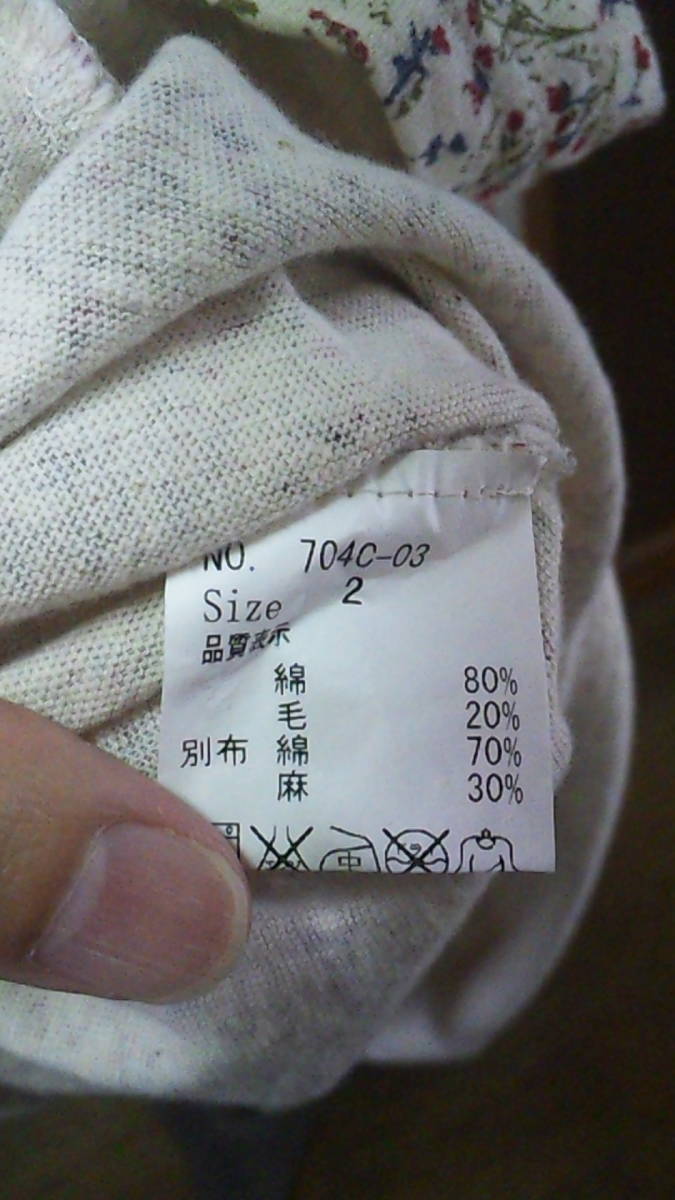 NO. 704C-03
Size 2
品質表示
綿 80%
毛 20%
別布 綿 70%
麻 30%
中